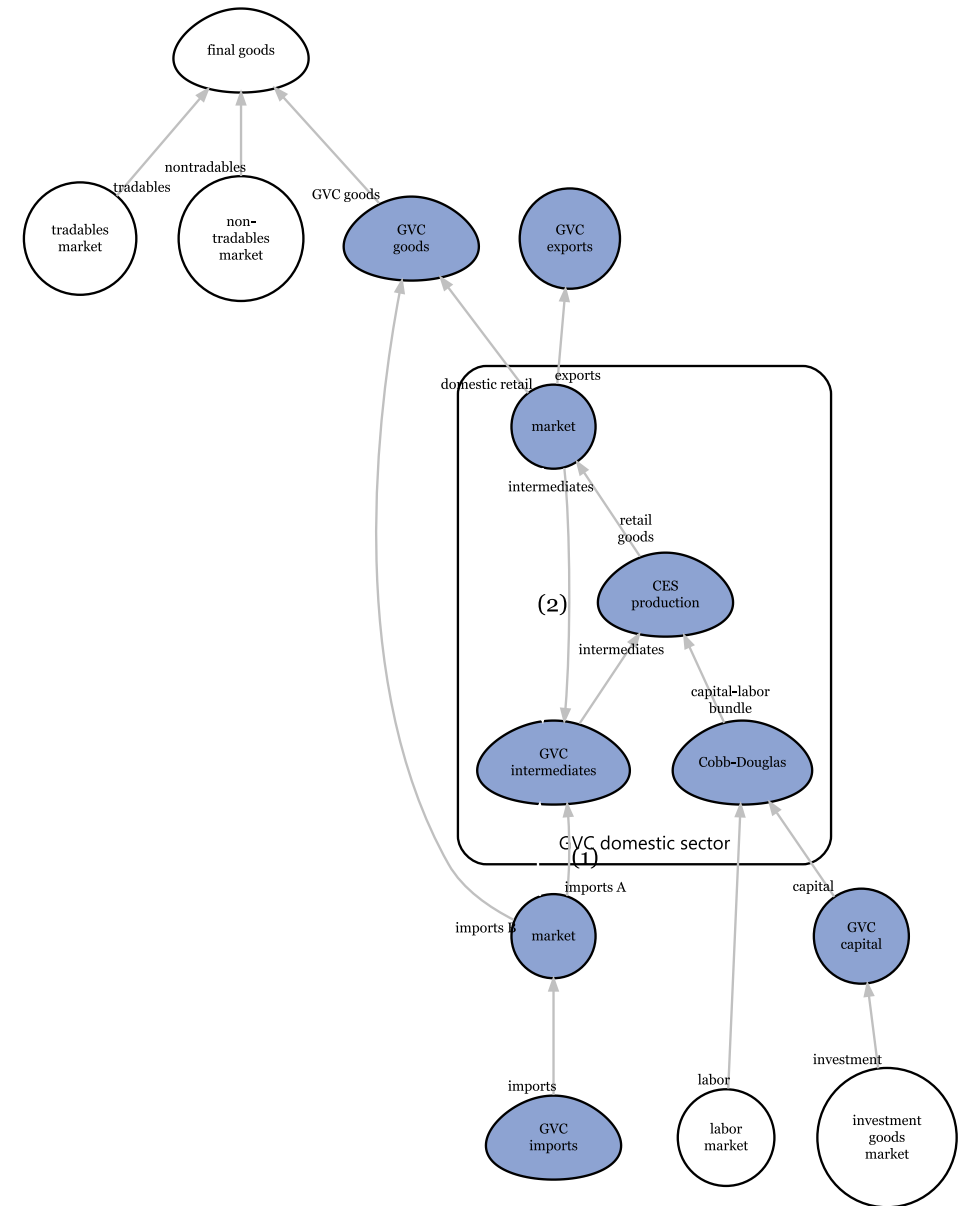 final goods
nontradables
tradables
GVC goods
tradables
market
non-
tradables
market
GVC
goods
GVC
exports
exports
domestic retail
market
intermediates
retail
goods
CES
production
(2)
intermediates
capital-labor
bundle
GVC
intermediates
Cobb-Douglas
GVC domestic sector
(1)
imports A
capital
imports B
market
GVC
capital
investment
labor
imports
GVC
imports
labor
market
investment
goods
market